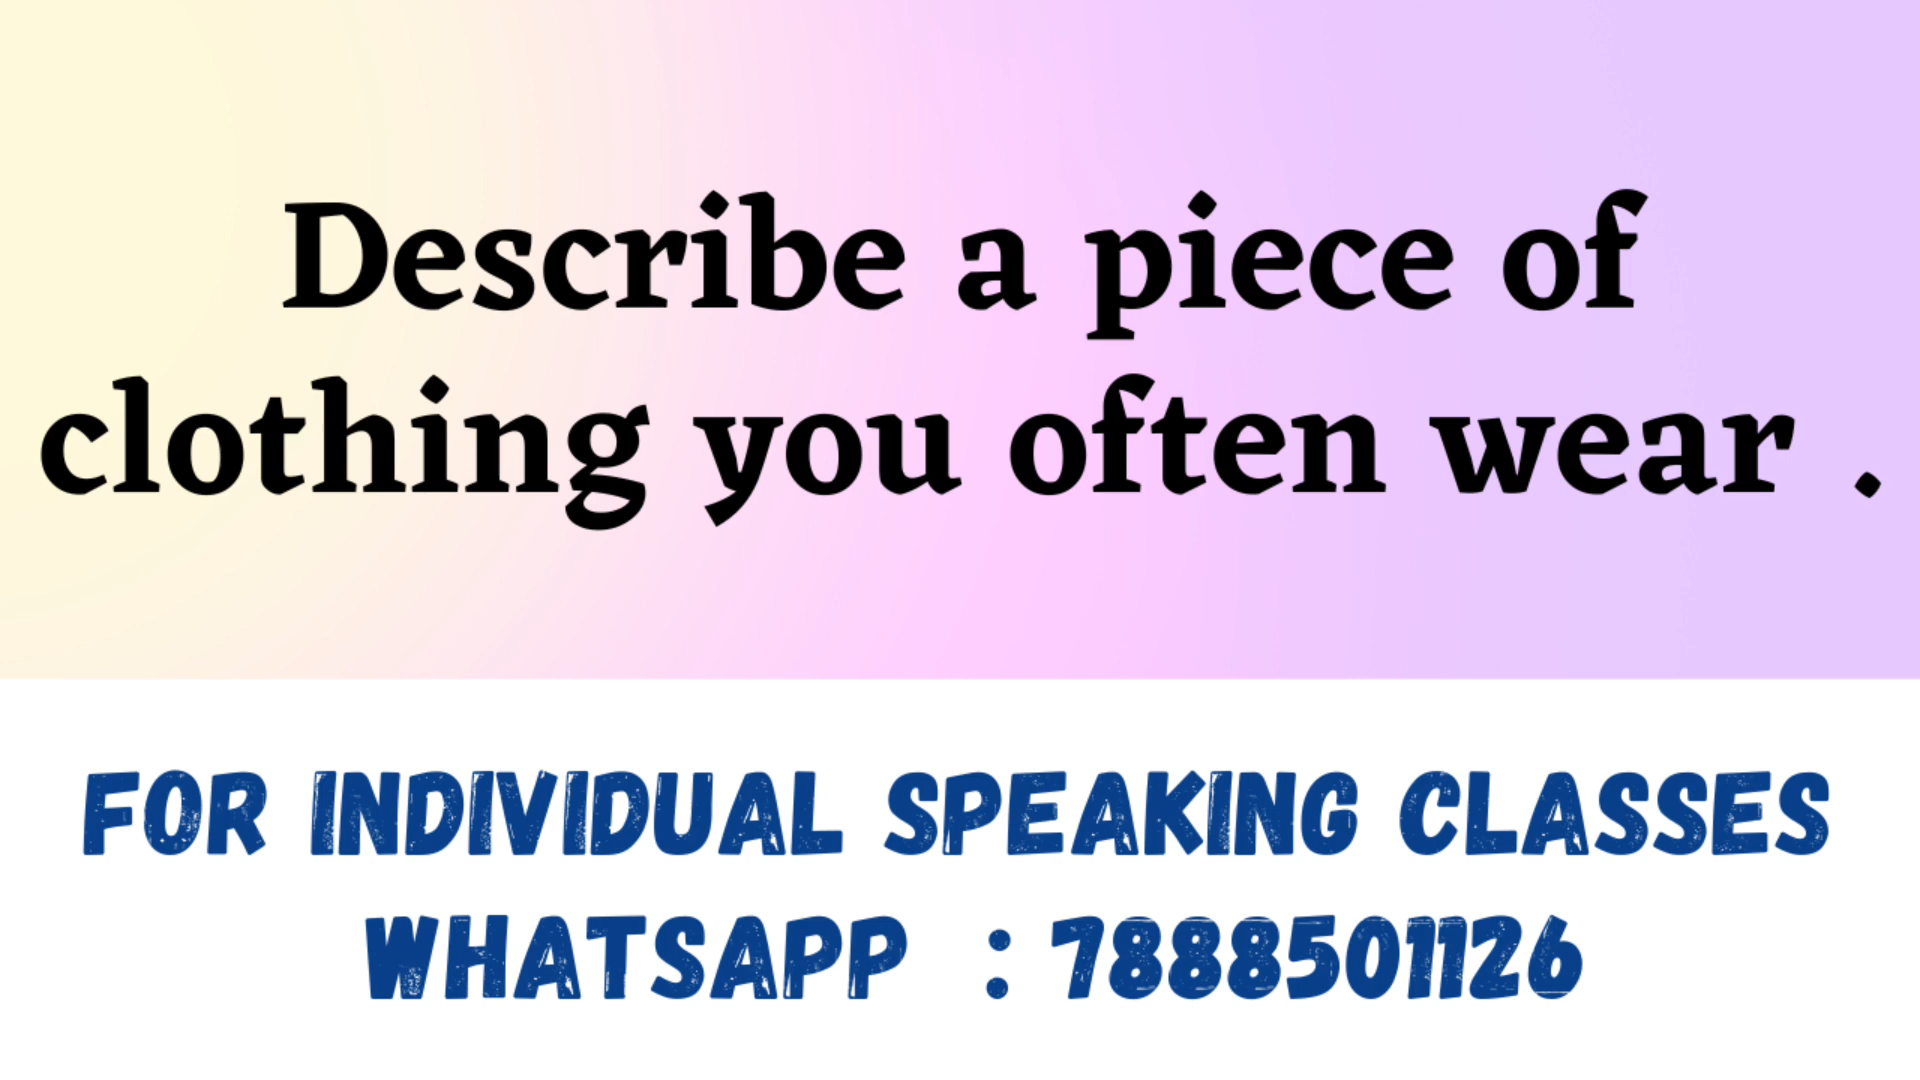 Describe a piece of
clothing you often wear .
FOR INDIVIDUAL SPEAKING CLASSES
WHATSAPP : 7888501126